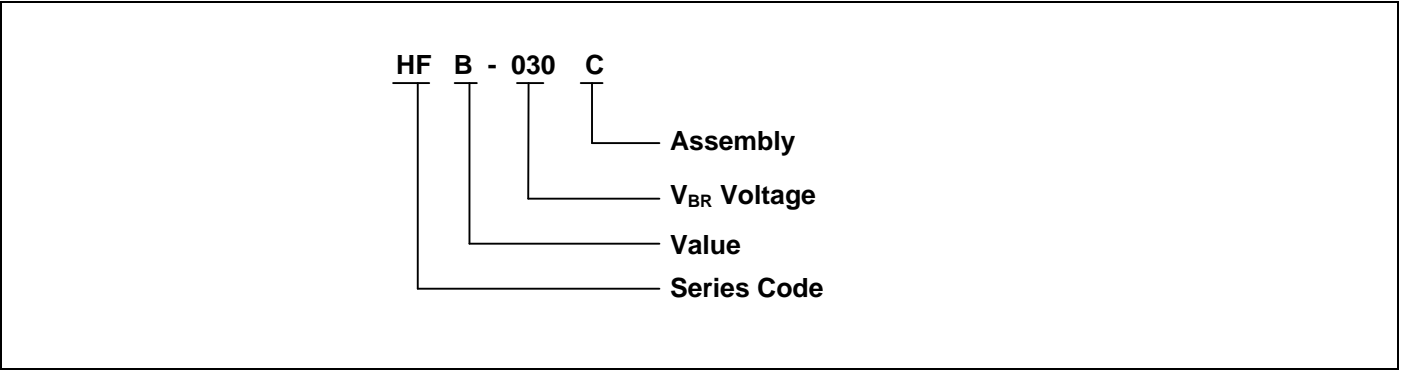 HF B - 030 C
Assembly
VBR Voltage
Value
Series Code